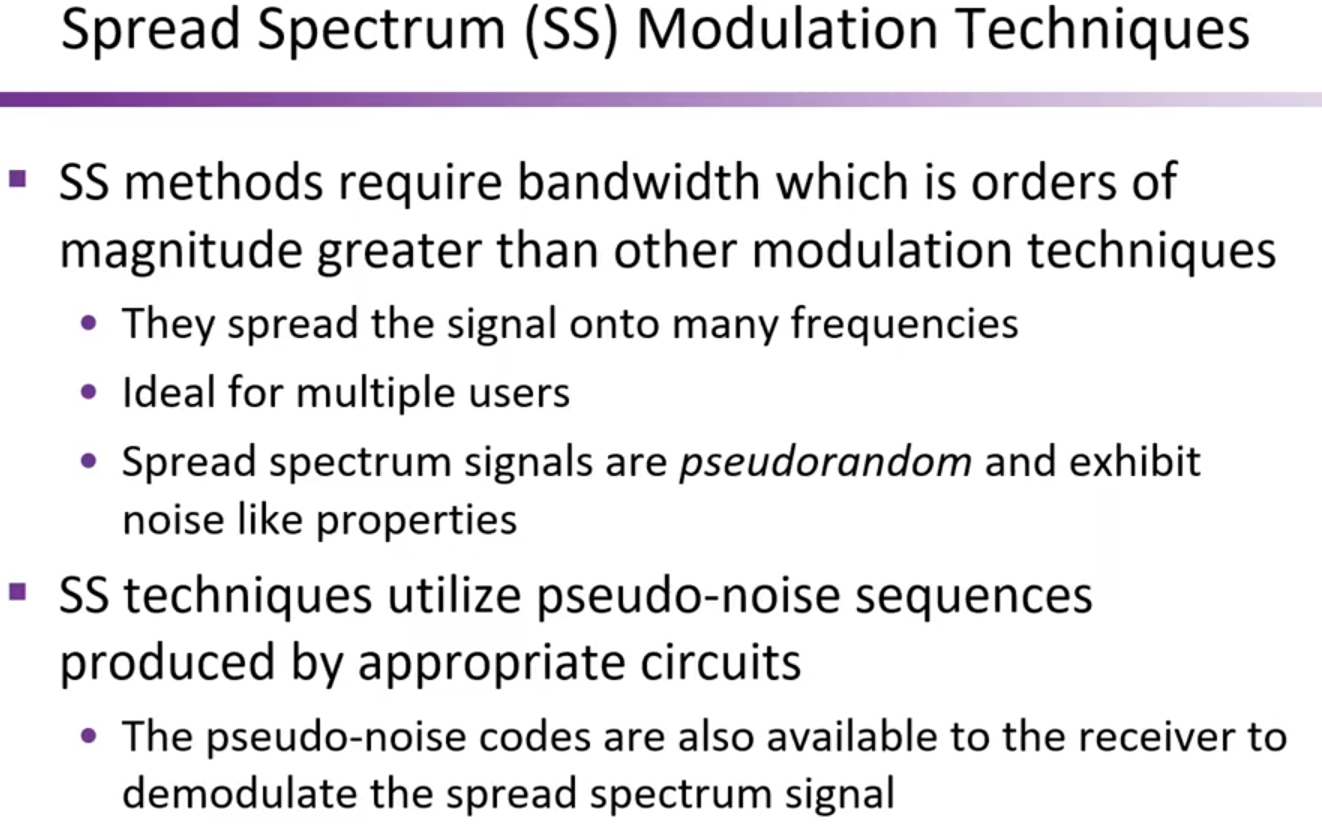 Spread Spectrum (SS) Modulation Techniques
SS methods require bandwidth which is orders of
magnitude greater than other modulation techniques
They spread the signal onto many frequencies
Ideal for multiple users
Spread spectrum signals are pseudorandom and exhibit
noise like properties
SS techniques utilize pseudo-noise sequences
produced by appropriate circuits
The pseudo-noise codes are also available to the receiver to
demodulate the spread spectrum signal